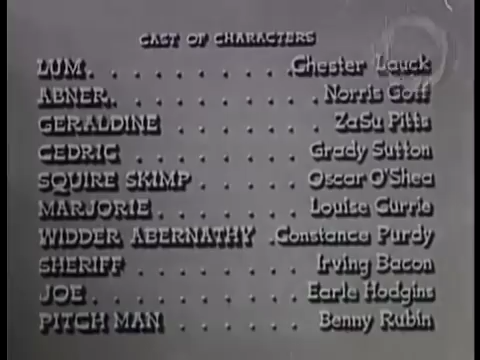 CAST OF CHARACTERS
LUM. . . . . . . . . .Chester Lauck
ABNER. . . . . . . . . . Norris Goff
GERALDINE . . . . . . . ZaSu Pitts
CEDRIC . . . . . . . . Grady Sutton
SQUIRE SKIMP . . . . . Oscar O'Shea
MARJORIE. . . . . . . Louise Currie
WIDDER ABERNATHY .Constance Purdy
SHERIFF . . . . . . . . Irving Bacon
JOE. . . . . . . . . . Earle Hodgins
PITCH MAN . . . . . . Benny Rubin